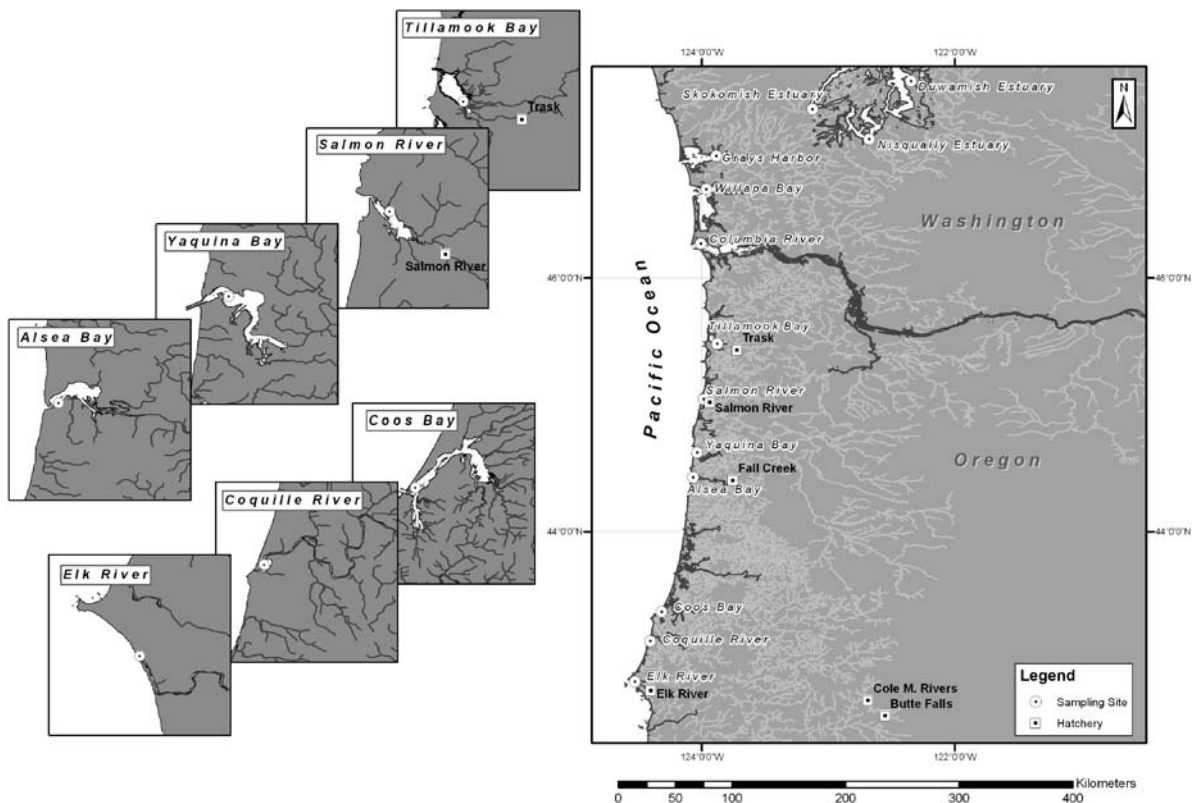 Tillamook Bay
Trask
Salmon River
Salmon River
Yaquina Bay
Alsea Bay
Coos Bay
Coquille River
Elk River
124°0'0"W 122°0'0"W
N
Skokomish Estuary
Duwamish Estuary
Nisqually Estuary
Grays Harbor
Willapa Bay
Washington
Columbia River
46°0'0"N
46°0'0"N
Pacific Ocean
Tillamook Bay
Trask
Salmon River
Salmon River
Yaquina Bay
Oregon
Fall Creek
Alsea Bay
44°0'0"N
44°0'0"N
Coos Bay
Coquille River
Elk River
Elk River
Cole M. Rivers
Butte Falls
Legend
Sampling Site
Hatchery
124°0'0"W 122°0'0"W
Kilometers
0 25 50 100 200 300 400